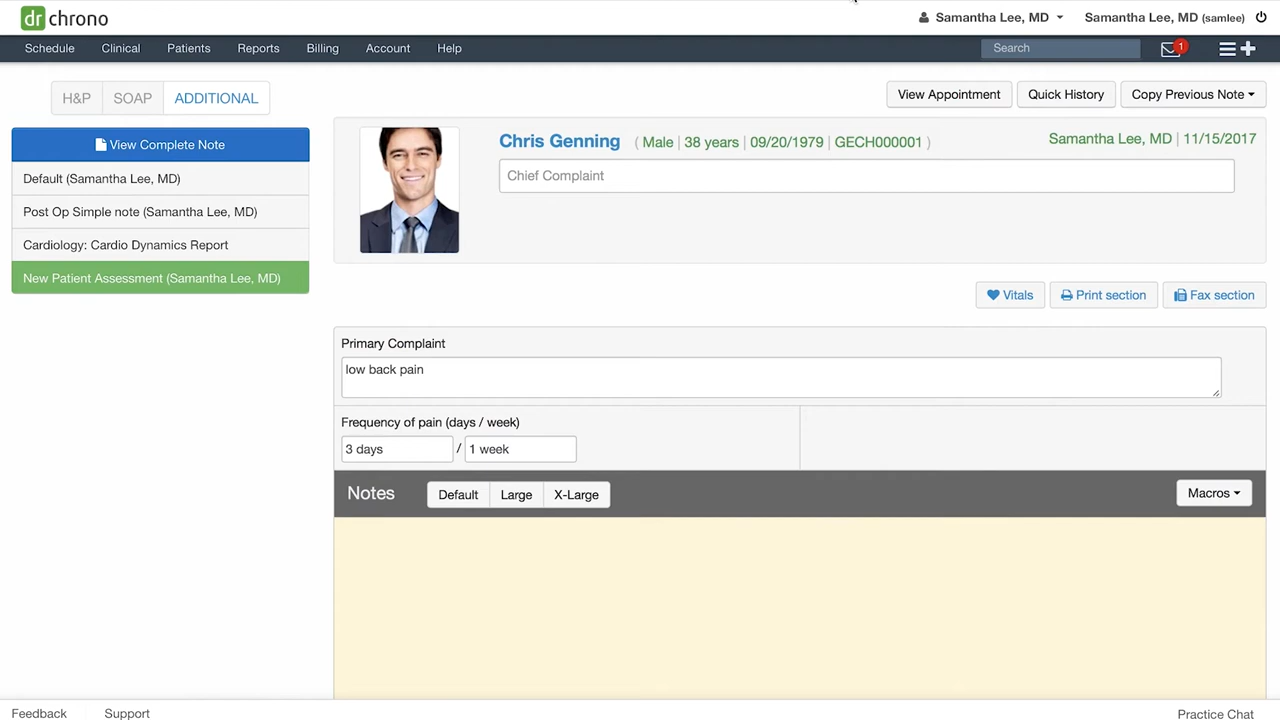 dr chrono
Samantha Lee, MD
Samantha Lee, MD (samlee)
Schedule
Clinical
Patients
Reports
Billing
Account
Help
Search
1
H&P
SOAP
ADDITIONAL
View Appointment
Quick History
Copy Previous Note
View Complete Note
Default (Samantha Lee, MD)
Post Op Simple note (Samantha Lee, MD)
Cardiology: Cardio Dynamics Report
New Patient Assessment (Samantha Lee, MD)
Chris Genning ( Male | 38 years | 09/20/1979 | GECH000001 )
Samantha Lee, MD | 11/15/2017
Chief Complaint
Vitals
Print section
Fax section
Primary Complaint
low back pain
Frequency of pain (days / week)
3 days / 1 week
Notes
Default
Large
X-Large
Macros
Feedback
Support
Practice Chat